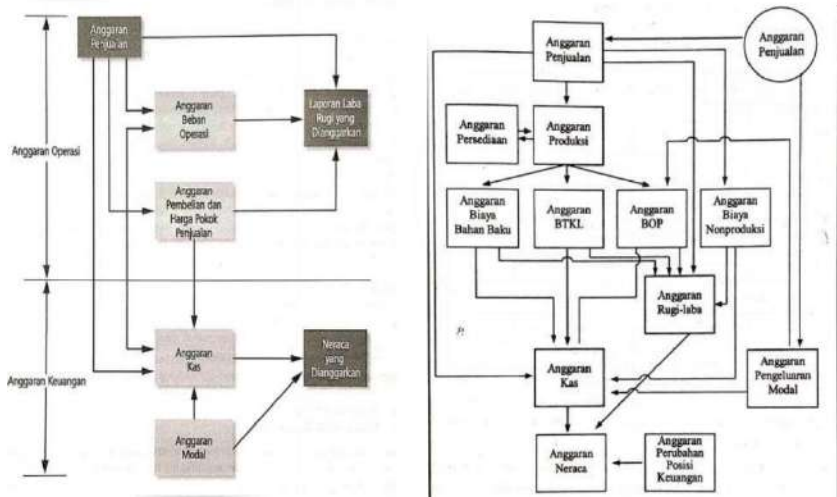 Anggaran
Penjualan
Anggaran
Beban
Operasi
Laporan Laba
Rugi yang
Dianggarkan
Anggaran Operasi
Anggaran
Pembelian dan
Harga Pokok
Penjualan
Anggaran
Kas
Neraca
yang
Dianggarkan
Anggaran Keuangan
Anggaran
Modal
Anggaran
Penjualan
Anggaran
Penjualan
Anggaran
Persediaan
Anggaran
Produksi
Anggaran
Biaya
Bahan Baku
Anggaran
BTKL
Anggaran
BOP
Anggaran
Biaya
Nonproduksi
Anggaran
Rugi-laba
Anggaran
Kas
Anggaran
Pengeluaran
Modal
Anggaran
Neraca
Anggaran
Perubahan
Posisi
Keuangan